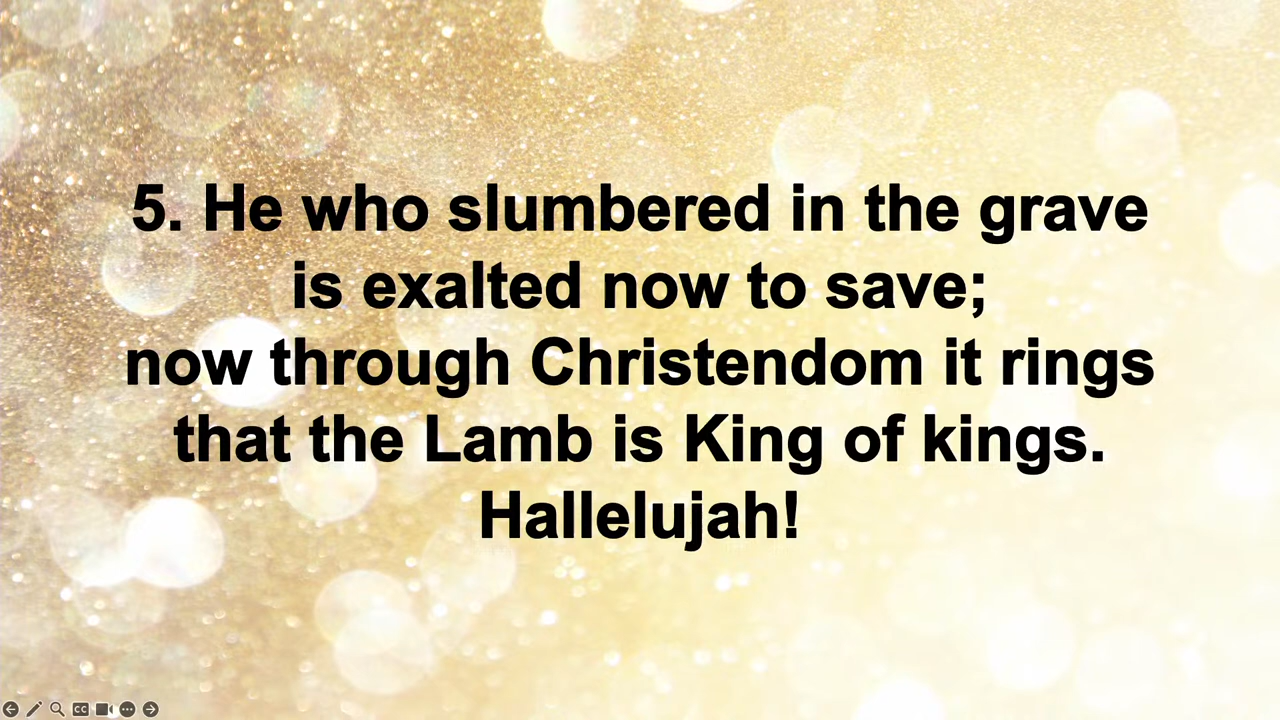 5. He who slumbered in the grave
is exalted now to save;
now through Christendom it rings
that the Lamb is King of kings.
Hallelujah!
CC